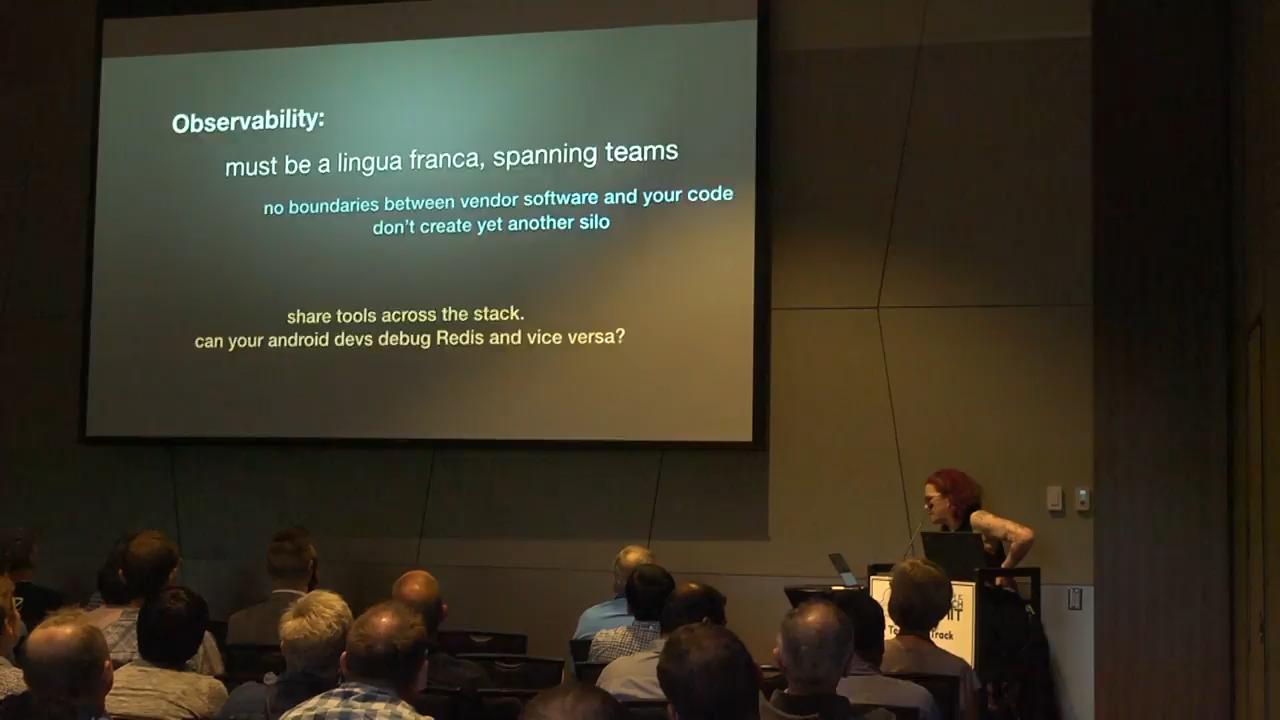 Observability:
must be a lingua franca, spanning teams
no boundaries between vendor software and your code
don't create yet another silo
share tools across the stack.
can your android devs debug Redis and vice versa?
Track